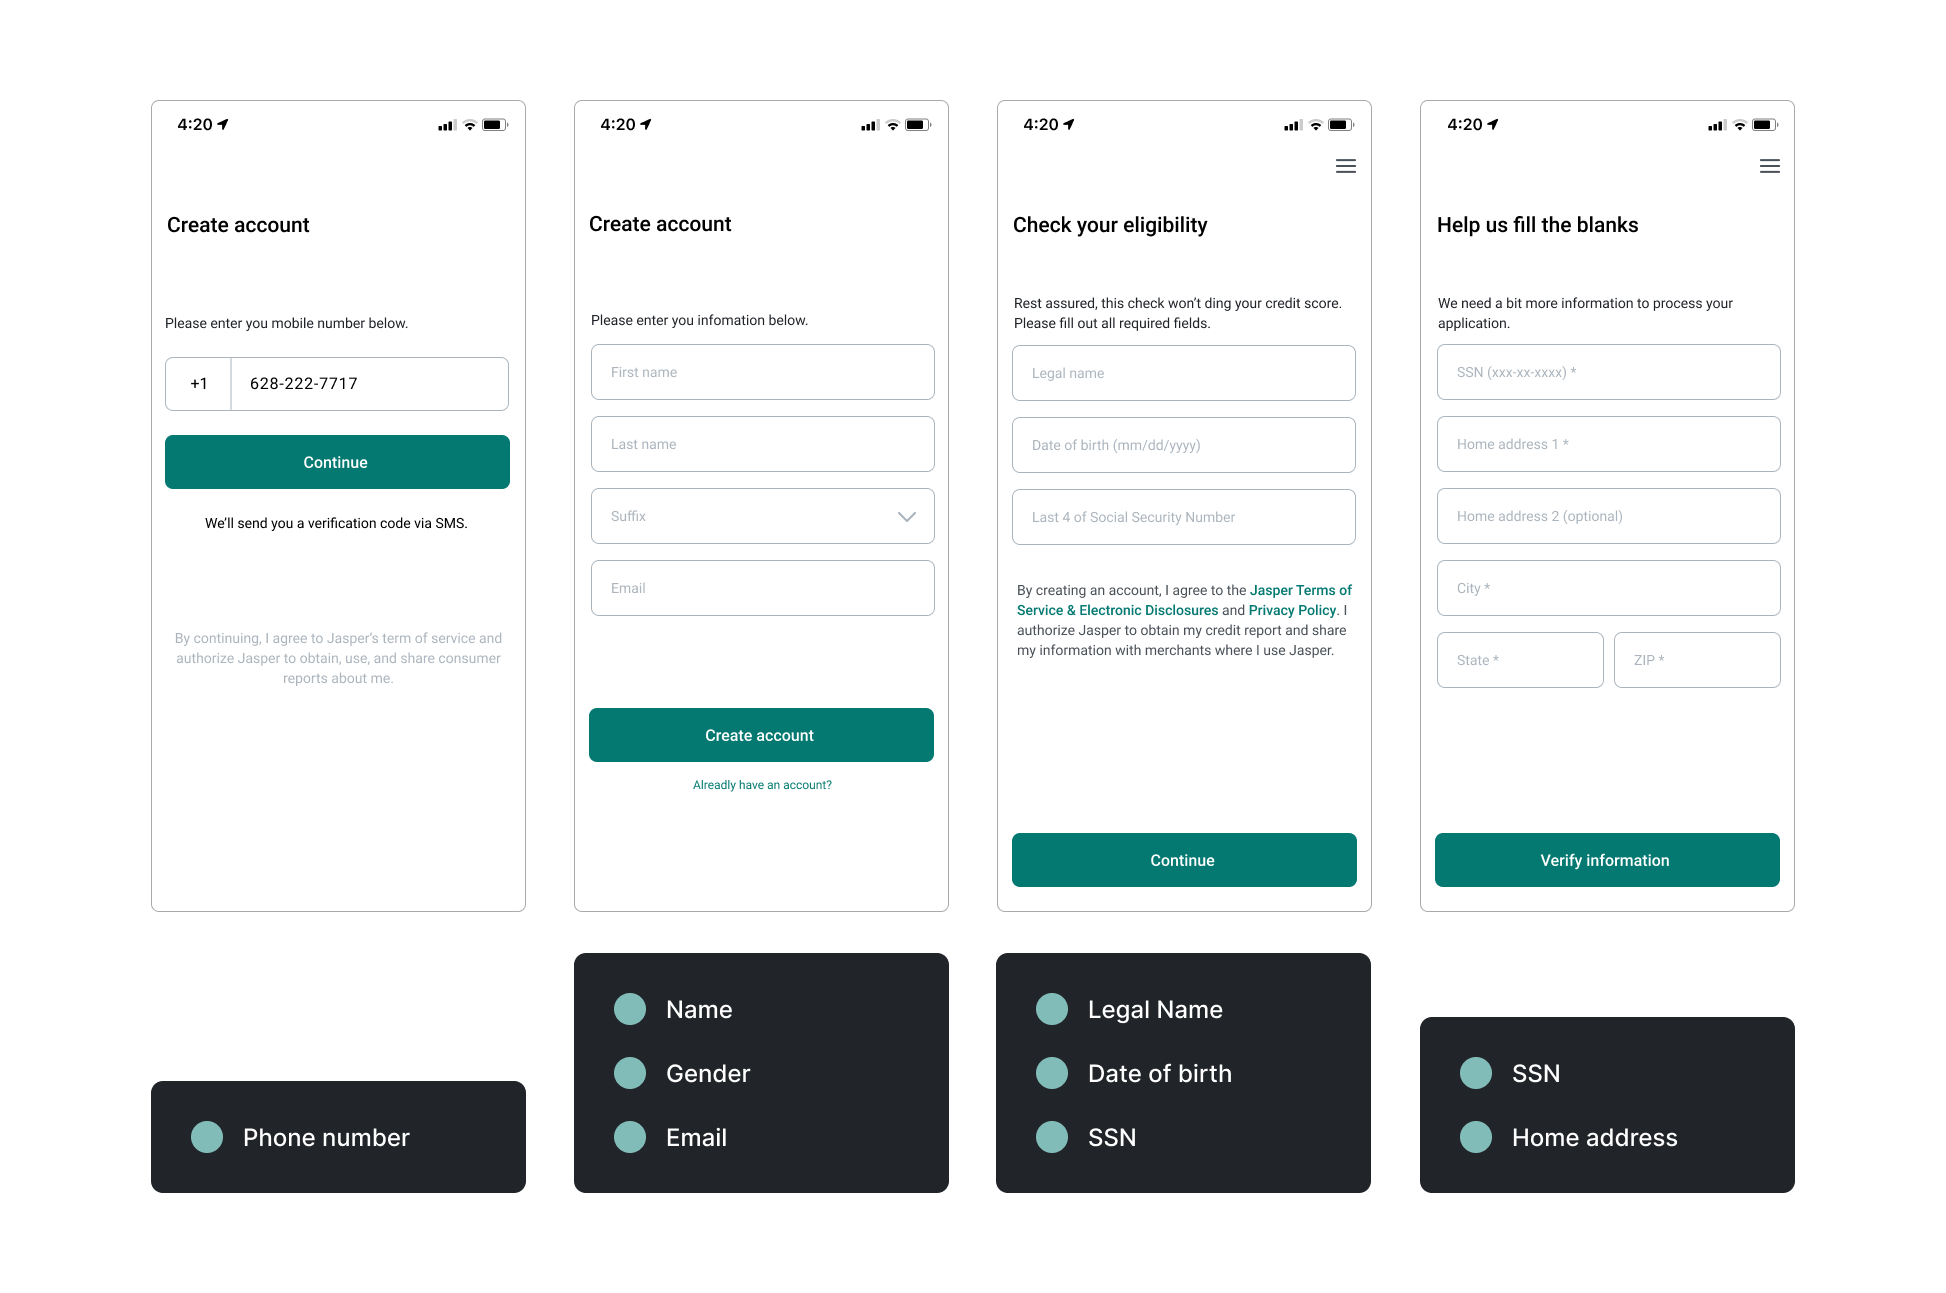 4:20
Create account
Please enter you mobile number below.
+1 628-222-7717
Continue
We'll send you a verification code via SMS.
By continuing, I agree to Jasper's term of service and
authorize Jasper to obtain, use, and share consumer
reports about me.
Phone number
4:20
Create account
Please enter you infomation below.
First name
Last name
Suffix
Email
Create account
Alreadly have an account?
Name
Gender
Email
4:20
Check your eligibility
Rest assured, this check won't ding your credit score.
Please fill out all required fields.
Legal name
Date of birth (mm/dd/yyyy)
Last 4 of Social Security Number
By creating an account, I agree to the Jasper Terms of
Service & Electronic Disclosures and Privacy Policy. I
authorize Jasper to obtain my credit report and share
my information with merchants where I use Jasper.
Continue
Legal Name
Date of birth
SSN
4:20
Help us fill the blanks
We need a bit more information to process your
application.
SSN (xxx-xx-xxxx) *
Home address 1 *
Home address 2 (optional)
City *
State * ZIP *
Verify information
SSN
Home address